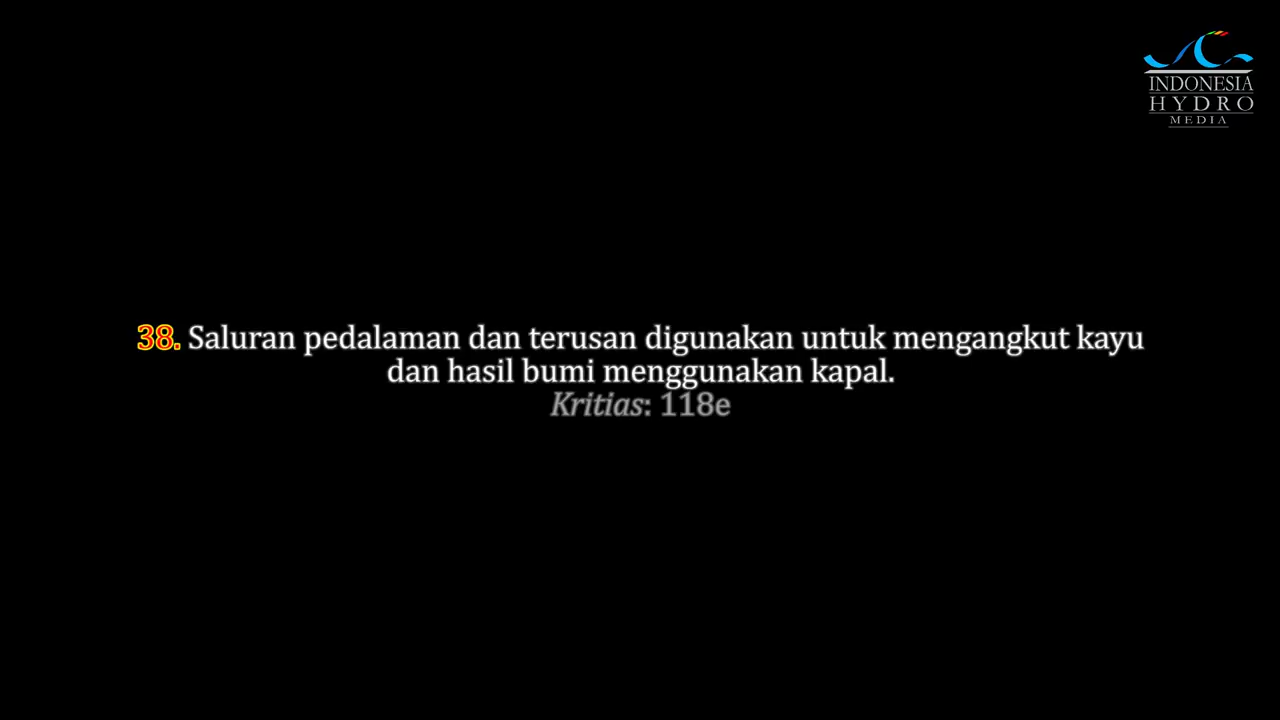 INDONESIA
HYDRO
MEDIA
38. Saluran pedalaman dan terusan digunakan untuk mengangkut kayu
dan hasil bumi menggunakan kapal.
Kritias: 118e